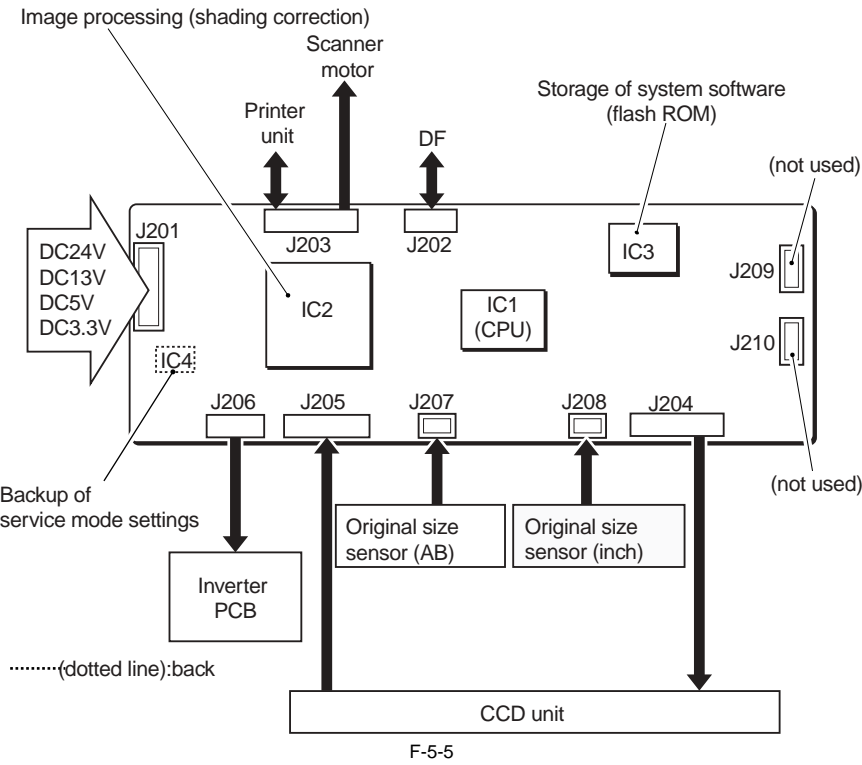 Image processing (shading correction)
Scanner
motor
Storage of system software
(flash ROM)
Printer
unit
DF
(not used)
J201
J203
J202
IC3
J209
DC24V
DC13V
DC5V
DC3.3V
IC2
IC1
(CPU)
J210
IC4
J206
J205
J207
J208
J204
Backup of
service mode settings
(not used)
Original size
sensor (AB)
Original size
sensor (inch)
Inverter
PCB
(dotted line):back
CCD unit
F-5-5